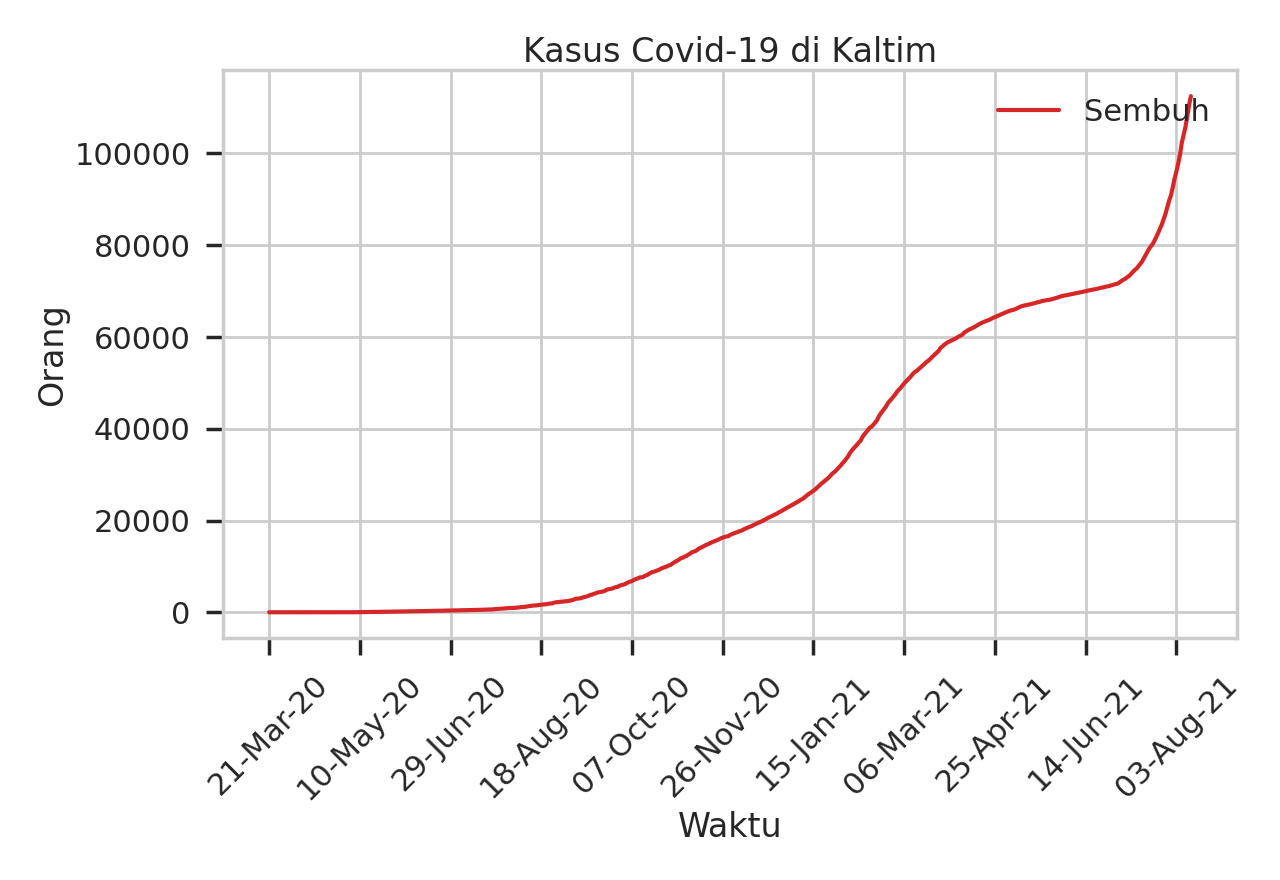 Kasus Covid-19 di Kaltim
Sembuh
Orang
100000
80000
60000
40000
20000
0
21-Mar-20
10-May-20
29-Jun-20
18-Aug-20
07-Oct-20
26-Nov-20
15-Jan-21
06-Mar-21
25-Apr-21
14-Jun-21
03-Aug-21
Waktu